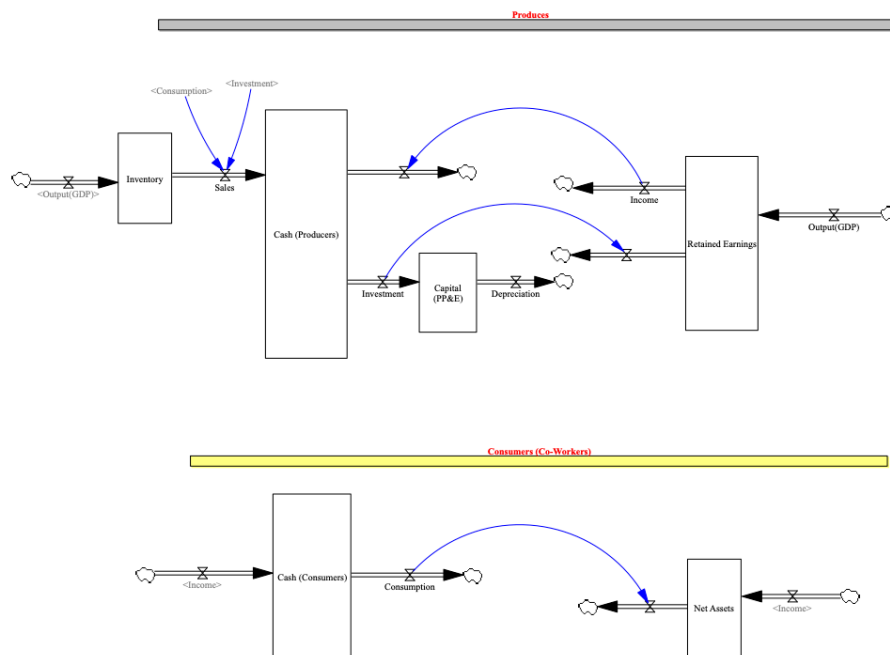 Produces
<Investment>
<Consumption>
Inventory
<Output(GDP)>
Sales
Cash (Producers)
Income
Output(GDP)
Retained Earnings
Investment
Capital
(PP&E)
Depreciation
Consumers (Co-Workers)
<Income>
Cash (Consumers)
Consumption
Net Assets
<Income>